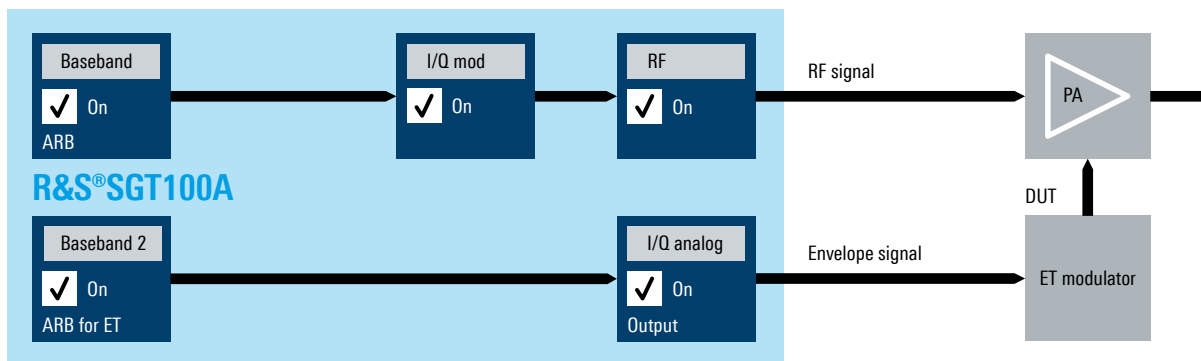 Baseband
On
ARB
I/Q mod
On
RF
On
RF signal
PA
R&S®SGT100A
DUT
Baseband 2
On
ARB for ET
I/Q analog
On
Output
Envelope signal
ET modulator